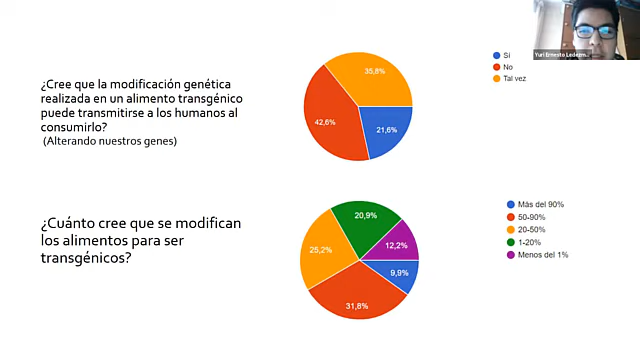 ¿Cree que la modificación genética
realizada en un alimento transgénico
puede transmitirse a los humanos al
consumirlo?
(Alterando nuestros genes)
35,8%
42,6%
21,6%
Sí
No
Tal vez
Yuri Ernesto Ledezm...
¿Cuánto cree que se modifican
los alimentos para ser
transgénicos?
20,9%
12,2%
25,2%
9,9%
31,8%
Más del 90%
50-90%
20-50%
1-20%
Menos del 1%